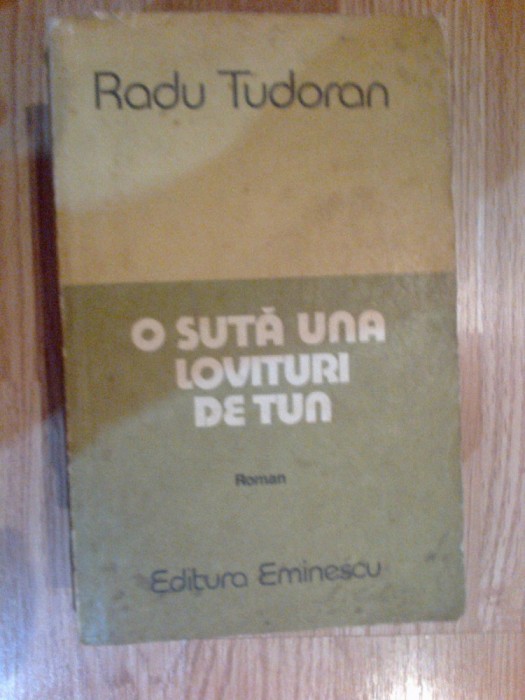 Radu Tudoran
O SUTĂ UNA
LOVITURI
DE TUN
Roman
Editura Eminescu